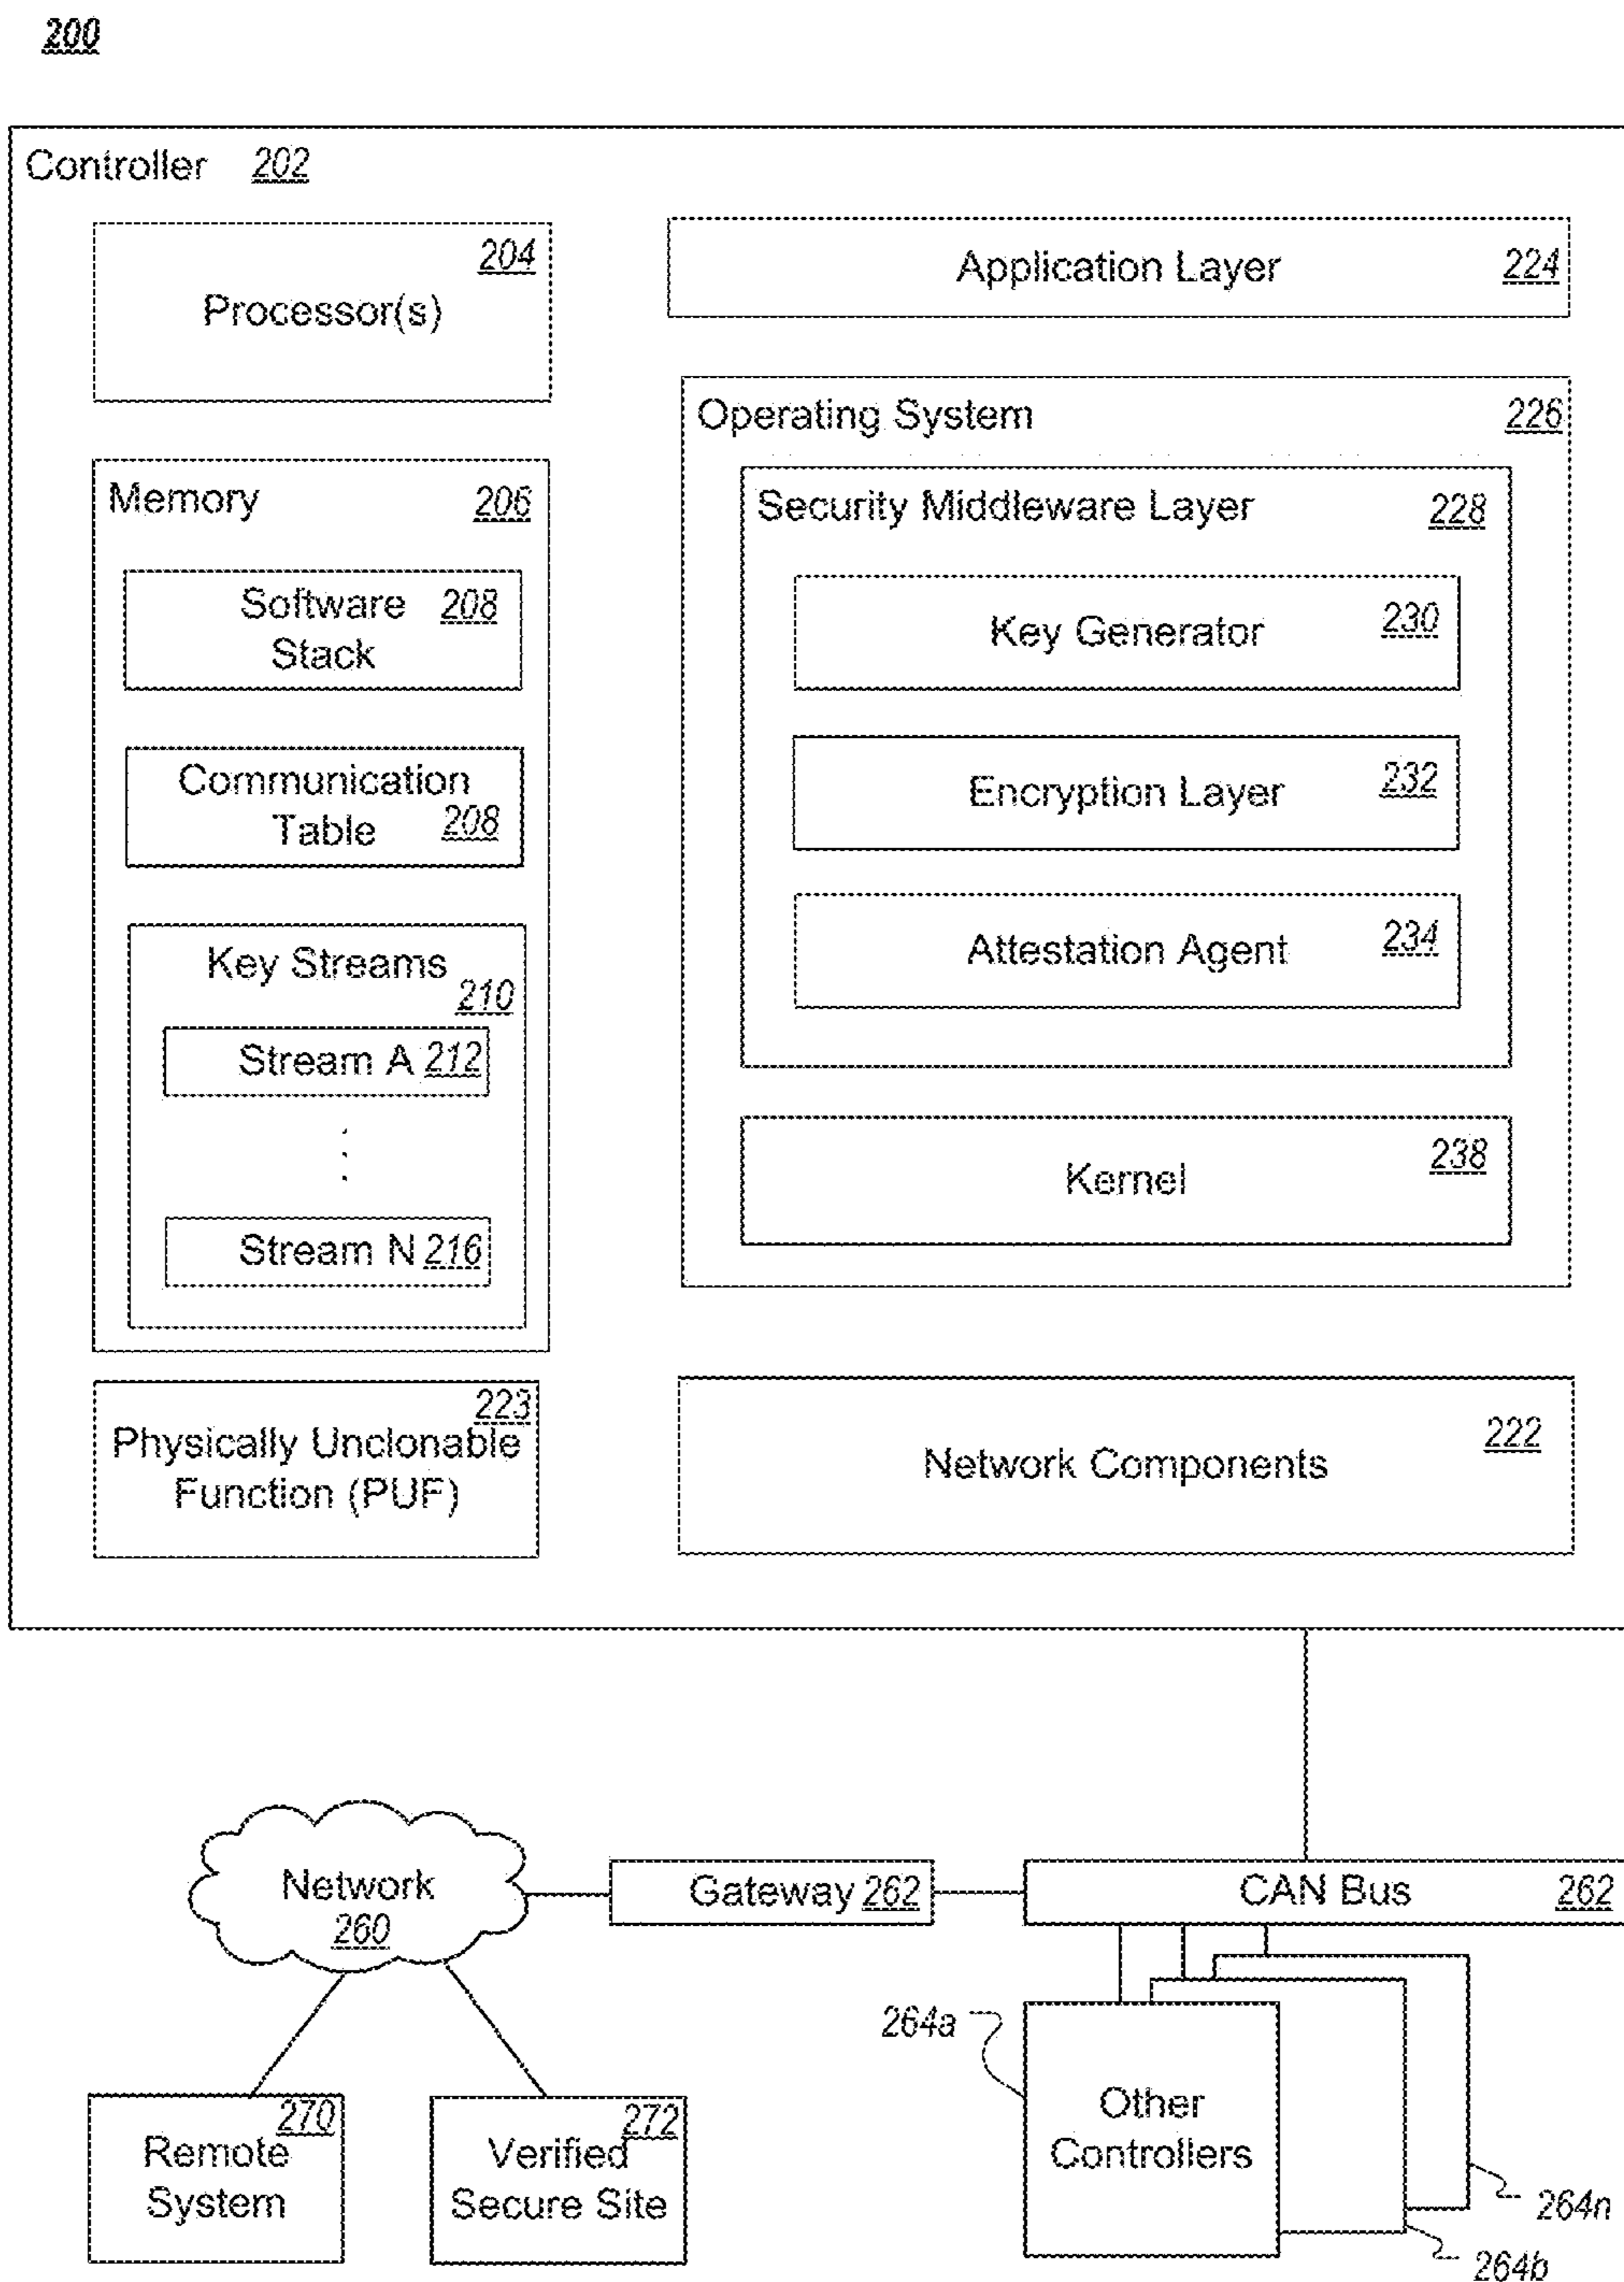 200
Controller 202
204
Processor(s)
Application Layer 224
Operating System 226
Memory 206
Security Middleware Layer 228
Software 208
Stack
Key Generator 230
Communication
Table 208
Encryption Layer 232
Key Streams
210
Attestation Agent 234
Stream A 212
Stream N 216
Kernel 238
223
Physically Unclonable
Function (PUF)
Network Components 222
Network
260
Gateway 262
CAN Bus 262
264a
Other
Controllers
264n
264b
270
Remote
System
272
Verified
Secure Site